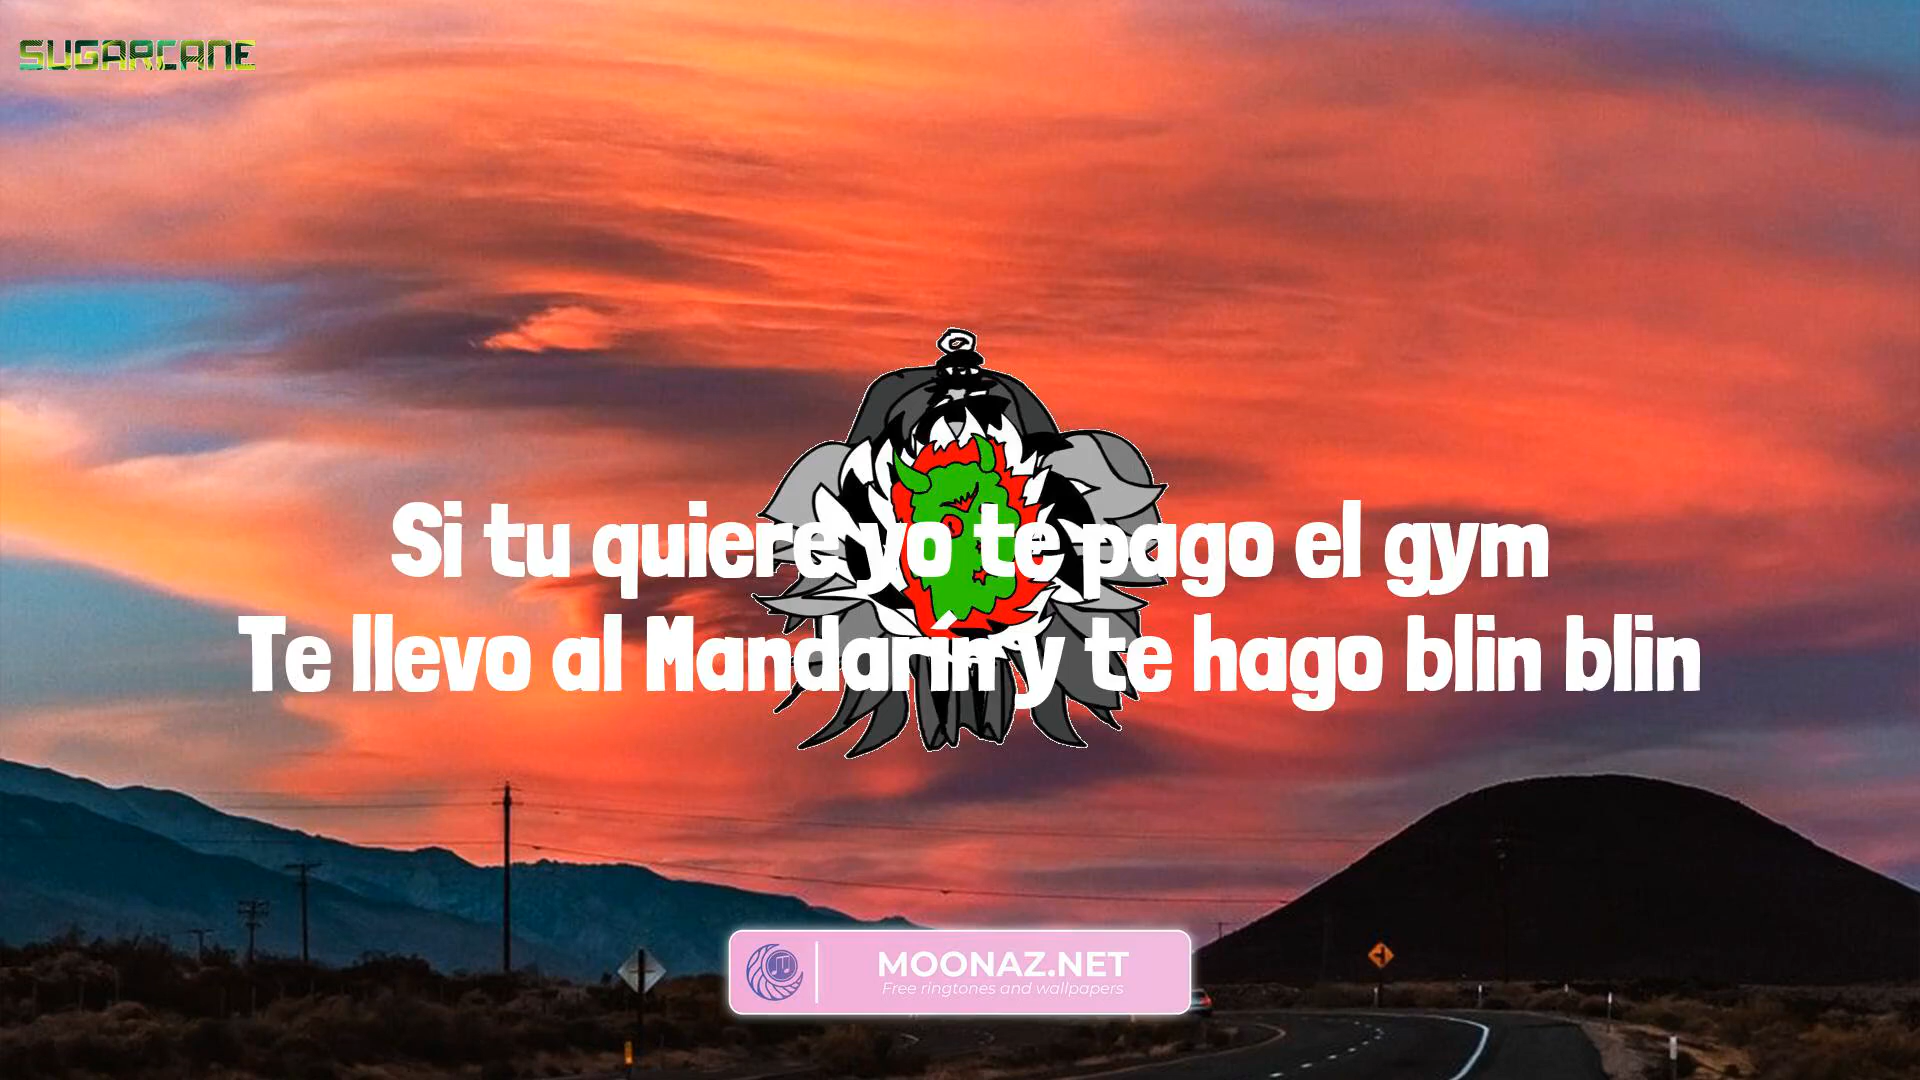 SUGARCANE
Si tu quiere yo te pago el gym
Te llevo al Mandarín y te hago blin blin
MOONAZ.NET
Free ringtones and wallpapers